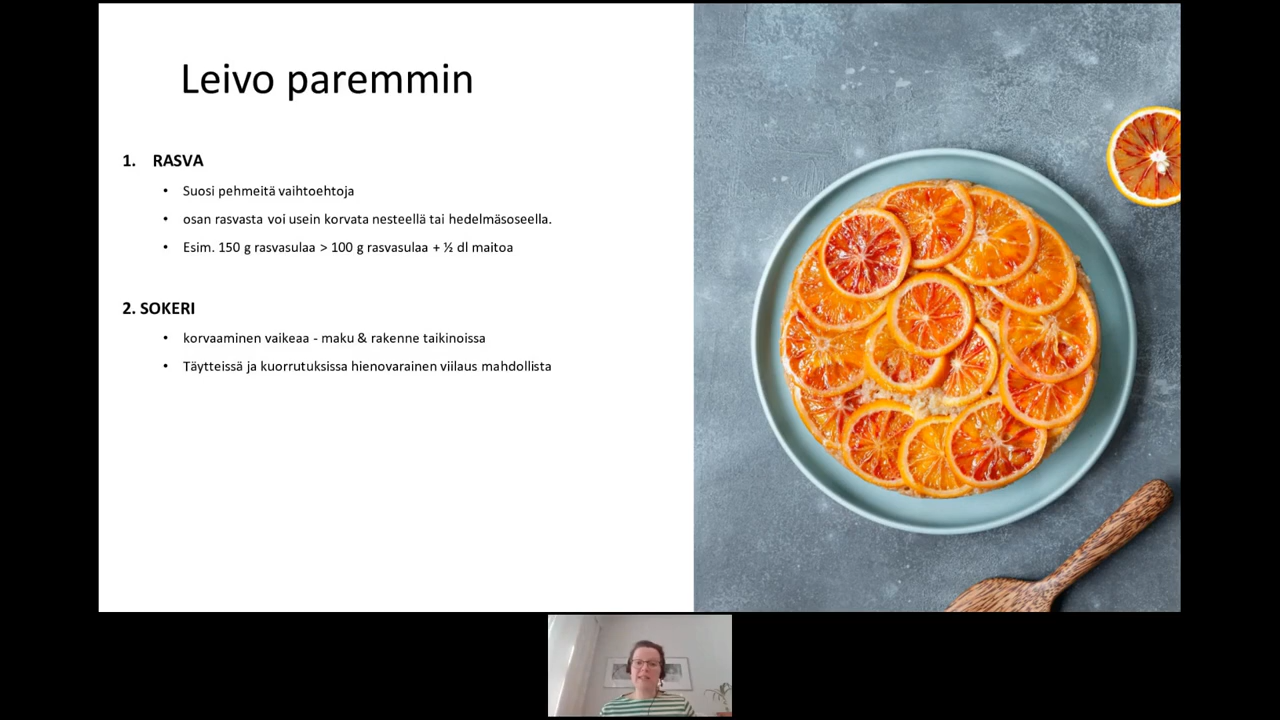 Leivo paremmin
1. RASVA
• Suosi pehmeitä vaihtoehtoja
• osan rasvasta voi usein korvata nesteellä tai hedelmäsoseella.
• Esim. 150 g rasvasulaa > 100 g rasvasulaa + ½ dl maitoa
2. SOKERI
• korvaaminen vaikeaa - maku & rakenne taikinoissa
• Täytteissä ja kuorrutuksissa hienovarainen viilaus mahdollista